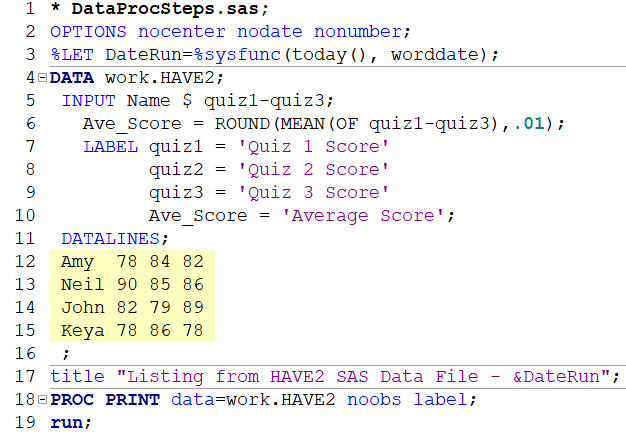 1 * DataProcSteps.sas;
2 OPTIONS nocenter nodate nonumber;
3 %LET DateRun=%sysfunc(today(), worddate);
4 DATA work.HAVE2;
5 INPUT Name $ quiz1-quiz3;
6 Ave_Score = ROUND(MEAN(OF quiz1-quiz3),.01);
7 LABEL quiz1 = 'Quiz 1 Score'
8 quiz2 = 'Quiz 2 Score'
9 quiz3 = 'Quiz 3 Score'
10 Ave_Score = 'Average Score';
11 DATALINES;
12 Amy 78 84 82
13 Neil 90 85 86
14 John 82 79 89
15 Keya 78 86 78
16 ;
17 title "Listing from HAVE2 SAS Data File - &DateRun";
18 PROC PRINT data=work.HAVE2 noobs label;
19 run;